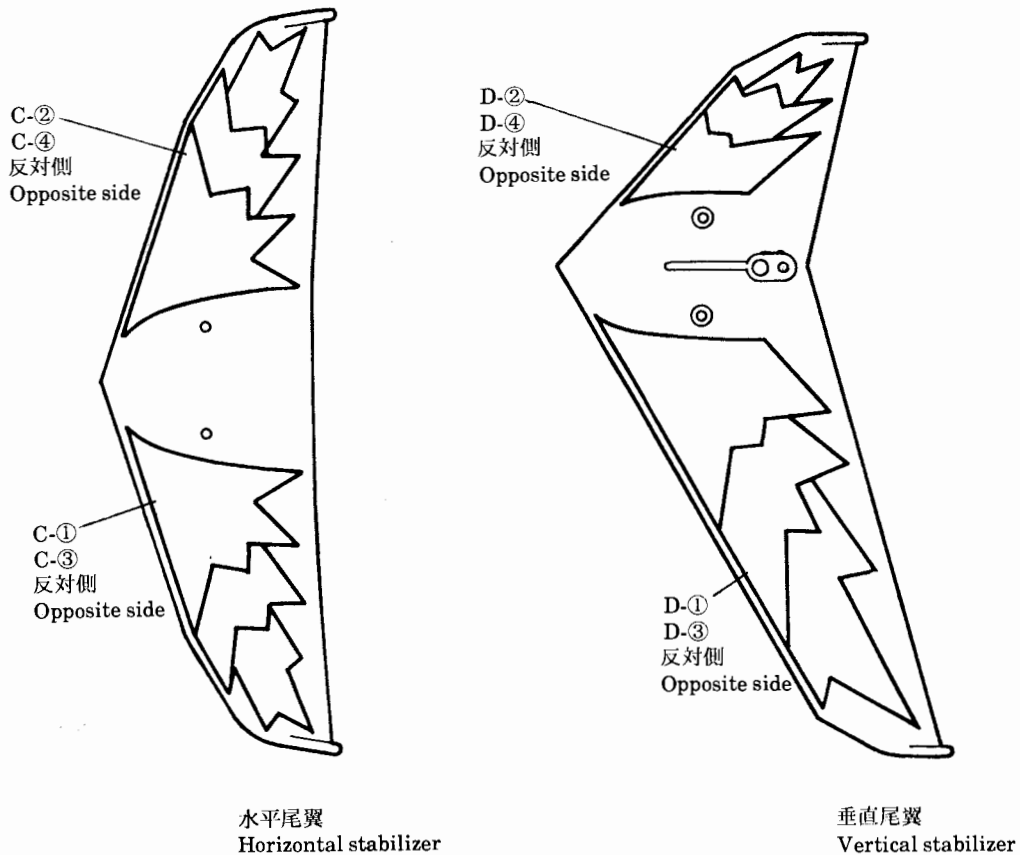 C-②
C-④
反対側
Opposite side
C-①
C-③
反対側
Opposite side
水平尾翼
Horizontal stabilizer
D-②
D-④
反対側
Opposite side
D-①
D-③
反対側
Opposite side
垂直尾翼
Vertical stabilizer